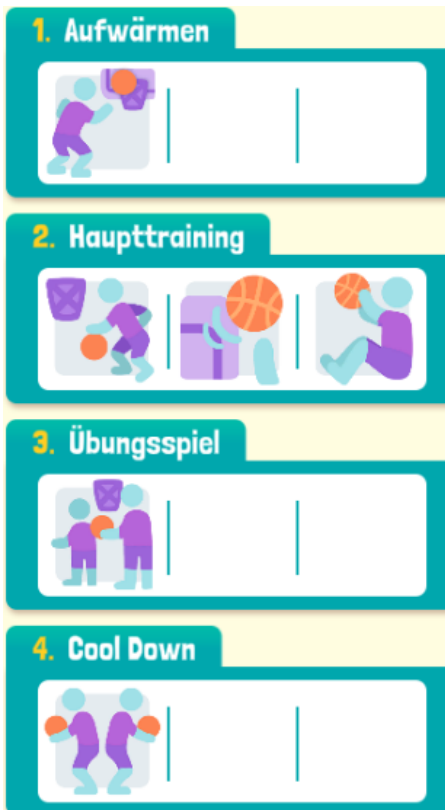 1. Aufwärmen
2. Haupttraining
3. Übungsspiel
4. Cool Down